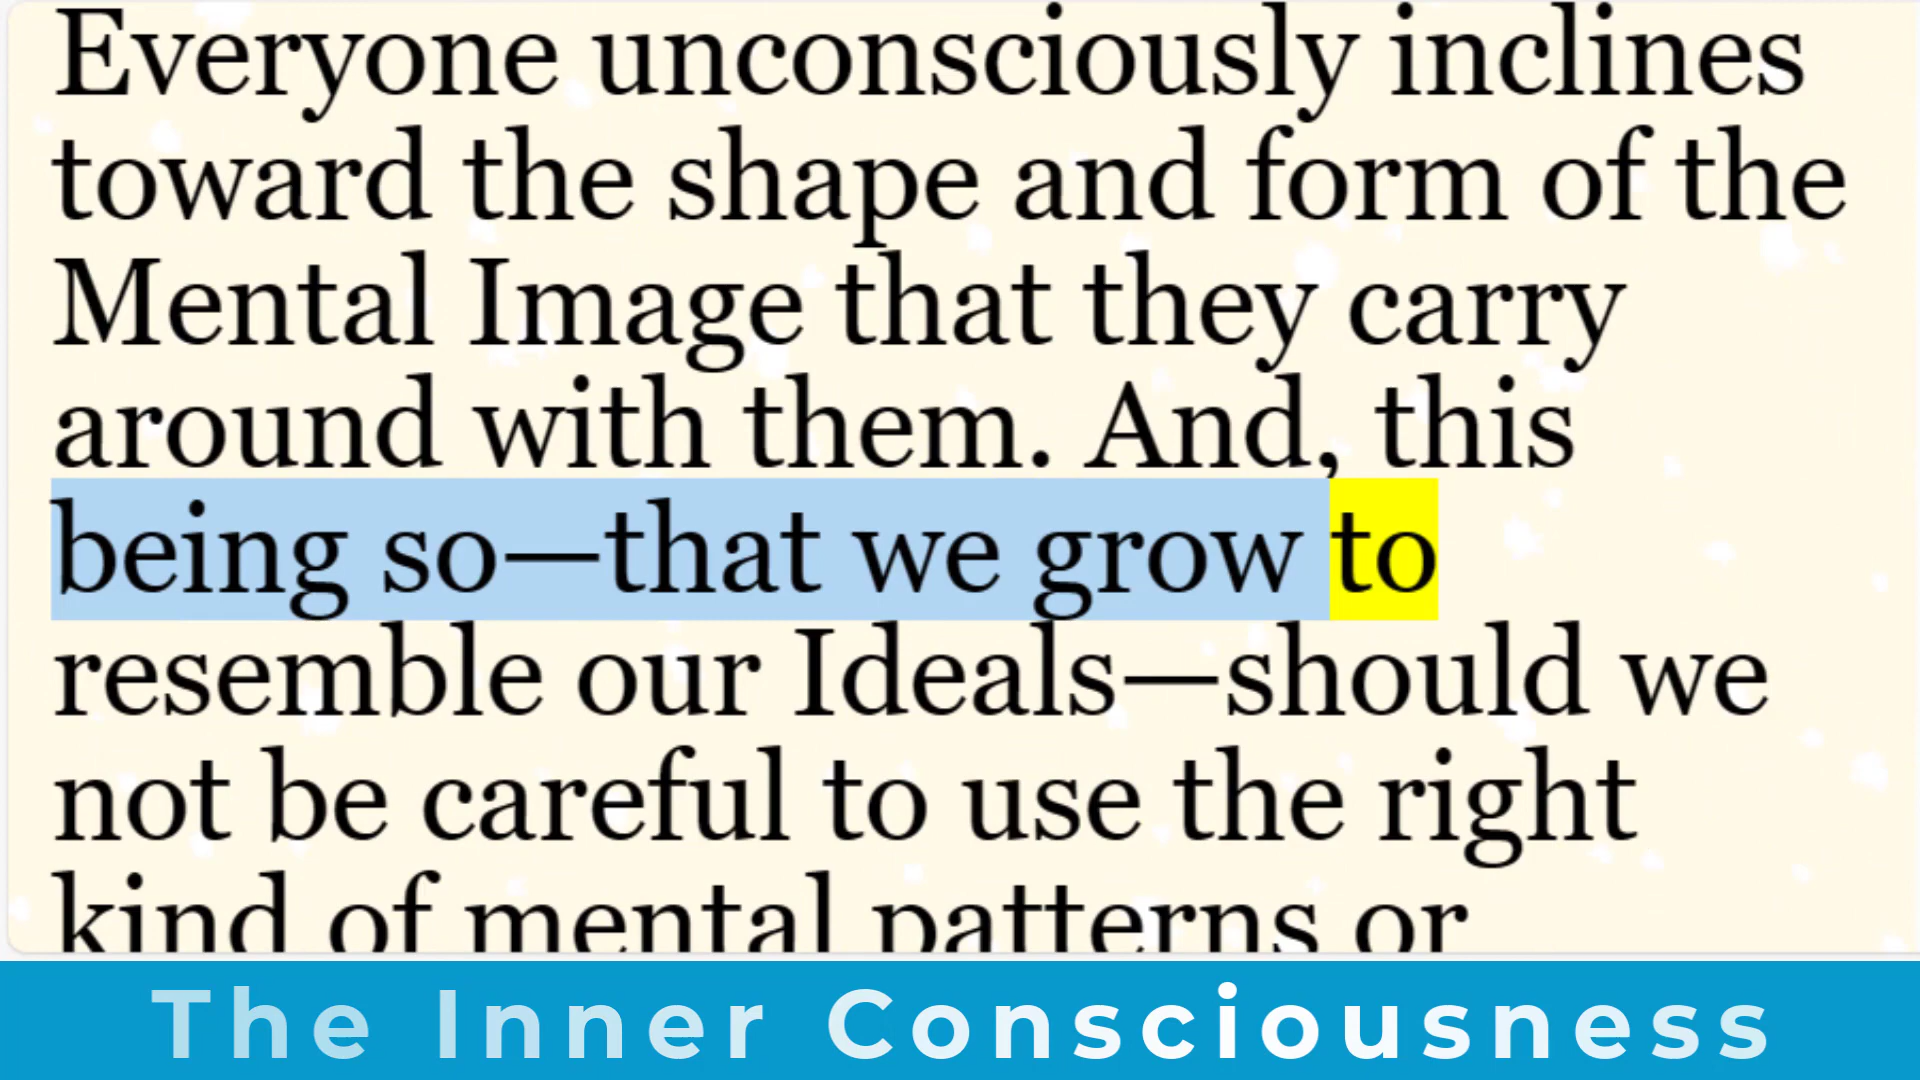 Everyone unconsciously inclines
toward the shape and form of the
Mental Image that they carry
around with them. And, this
being so—that we grow to
resemble our Ideals—should we
not be careful to use the right
kind of mental patterns or
The Inner Consciousness